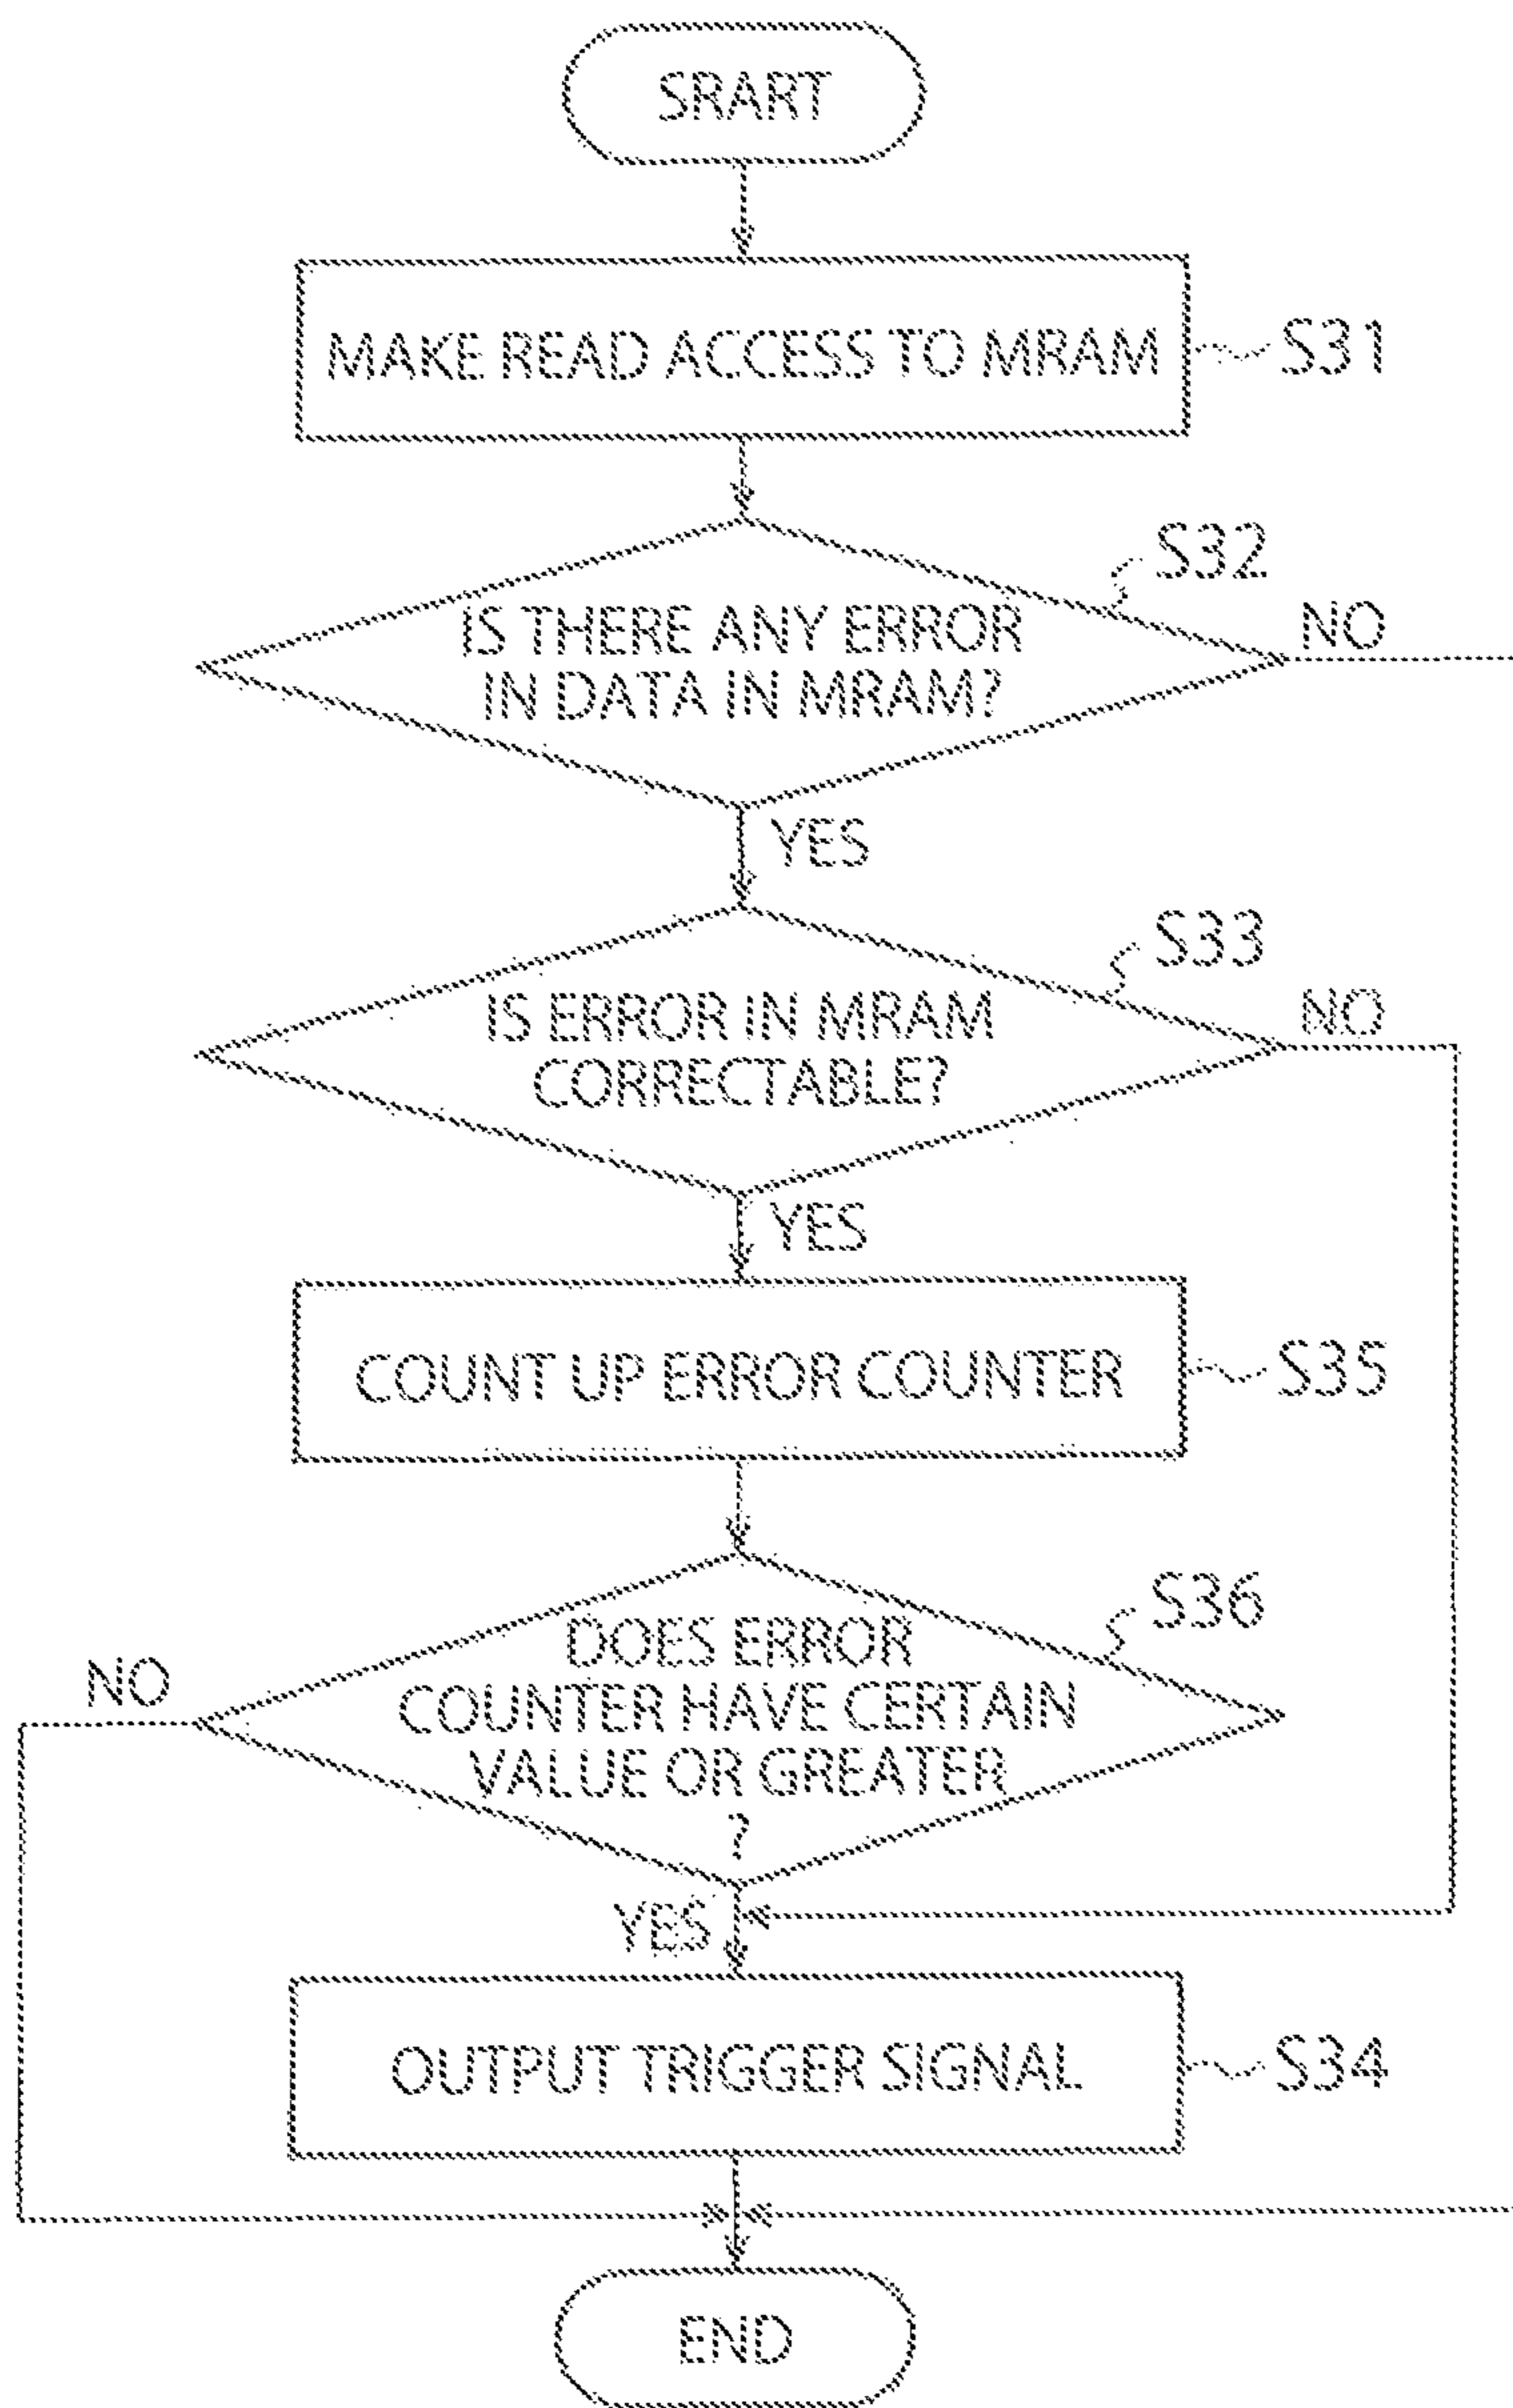 SRART
MAKE READ ACCESS TO MRAM
S31
S32
IS THERE ANY ERROR
IN DATA IN MRAM?
NO
YES
S33
IS ERROR IN MRAM
CORRECTABLE?
NO
YES
COUNT UP ERROR COUNTER
S35
S36
DOES ERROR
COUNTER HAVE CERTAIN
VALUE OR GREATER
?
NO
YES
OUTPUT TRIGGER SIGNAL
S34
END